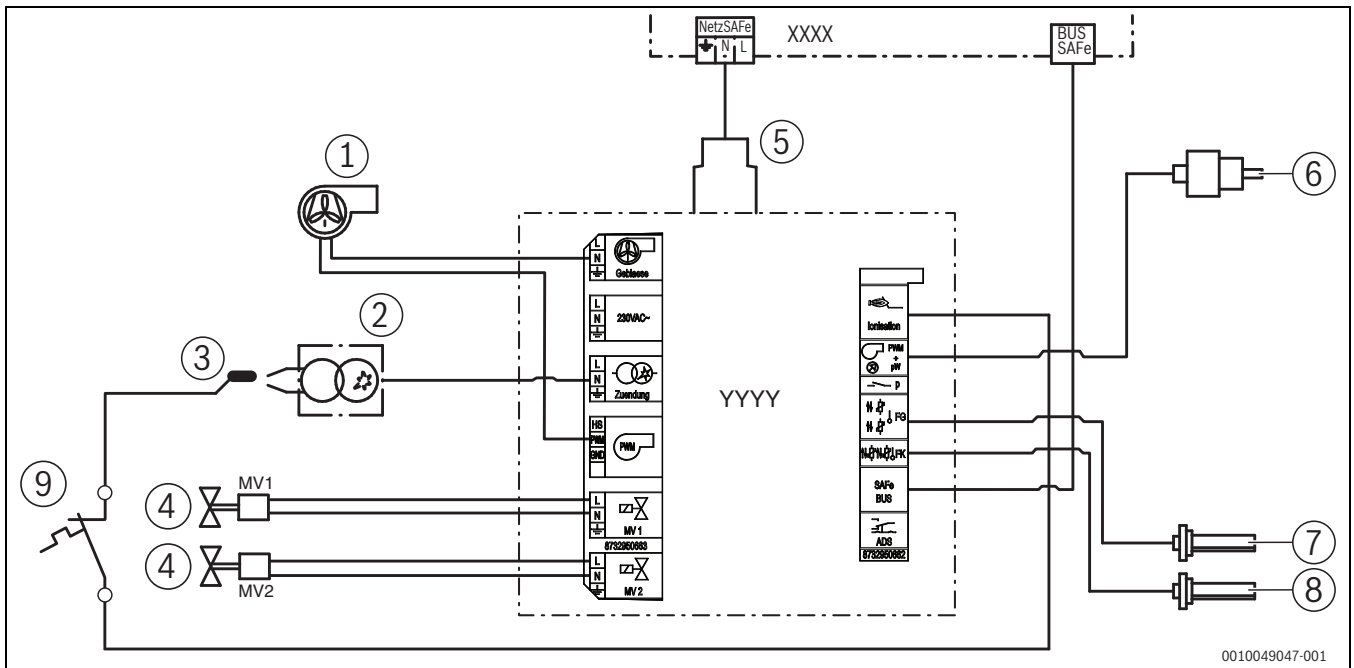 NetzSAFe
N L
XXXX
BUS
SAFe
1
5
6
L
N
Geblaese
2
L
N
230VAC~
Ionisation
3
L
N
Zuendung
PWM
+
pW
YYYY
P
HS
PWM
GND
PWM
FG
FK
9
4
MV1
L
N
MV 1
8732950663
SAFe
BUS
ADS
8732950662
7
4
MV2
L
N
MV 2
8
0010049047-001